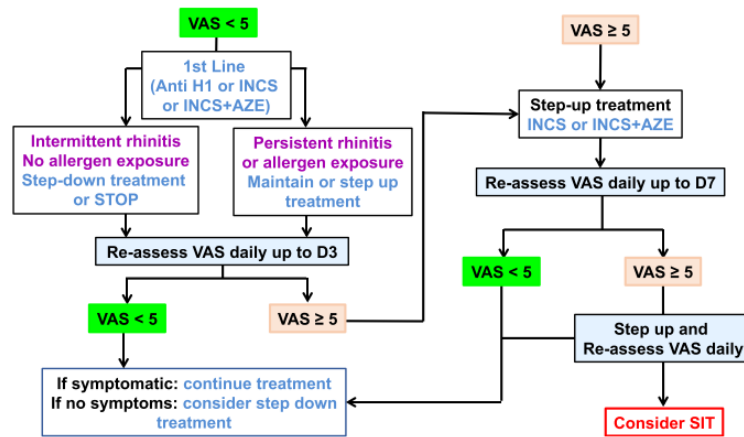 VAS < 5
1st Line
(Anti H1 or INCS
or INCS+AZE)
Intermittent rhinitis
No allergen exposure
Step-down treatment
or STOP
Persistent rhinitis
or allergen exposure
Maintain or step up
treatment
Re-assess VAS daily up to D3
VAS < 5
VAS ≥ 5
If symptomatic: continue treatment
If no symptoms: consider step down
treatment
VAS ≥ 5
Step-up treatment
INCS or INCS+AZE
Re-assess VAS daily up to D7
VAS < 5
VAS ≥ 5
Step up and
Re-assess VAS daily
Consider SIT